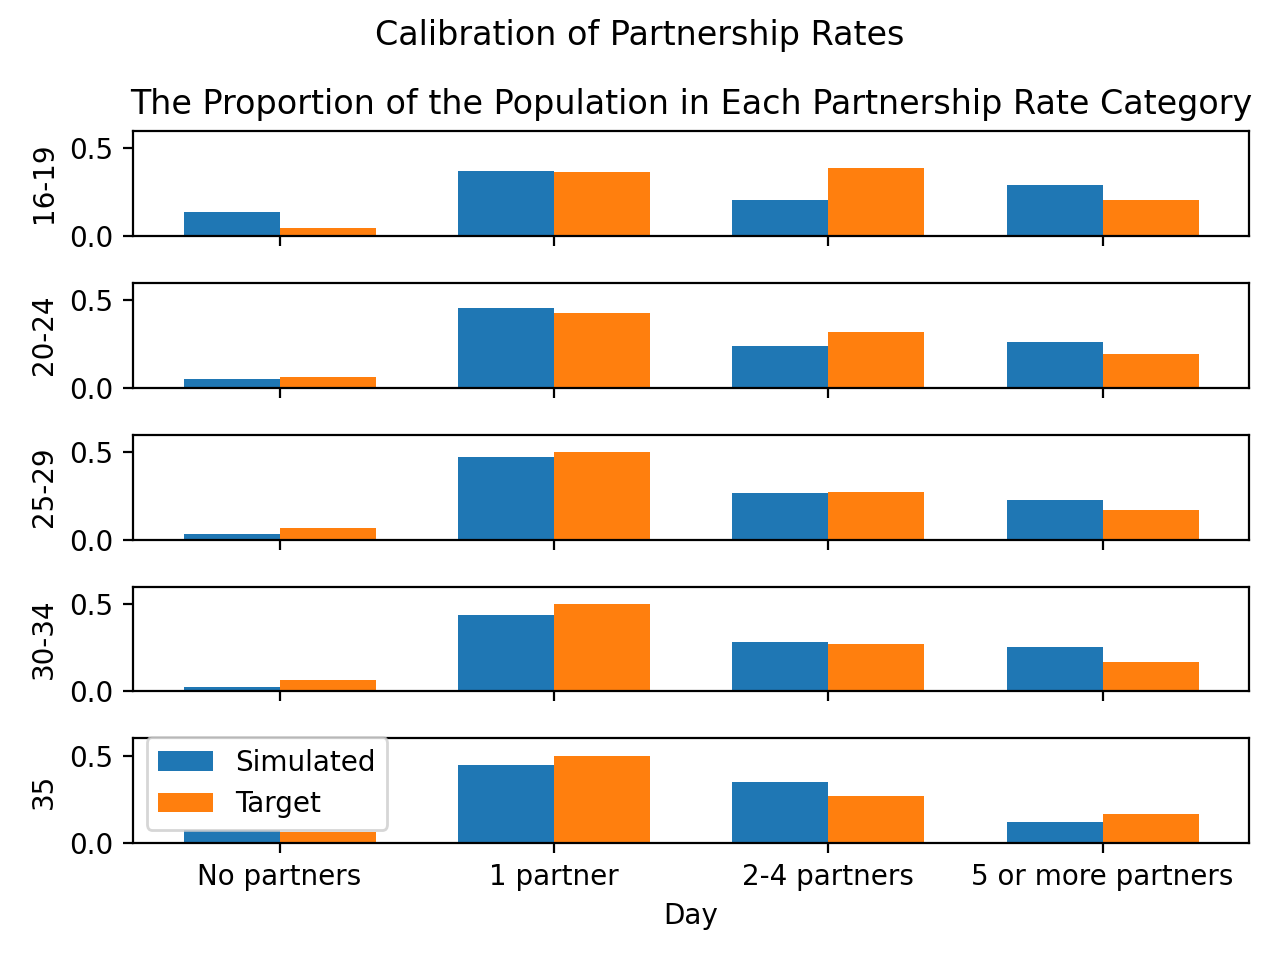 Calibration of Partnership Rates
The Proportion of the Population in Each Partnership Rate Category
0.5
0.0
16-19
0.5
0.0
20-24
0.5
0.0
25-29
0.5
0.0
30-34
0.5
0.0
35
Simulated
Target
No partners
1 partner
2-4 partners
5 or more partners
Day